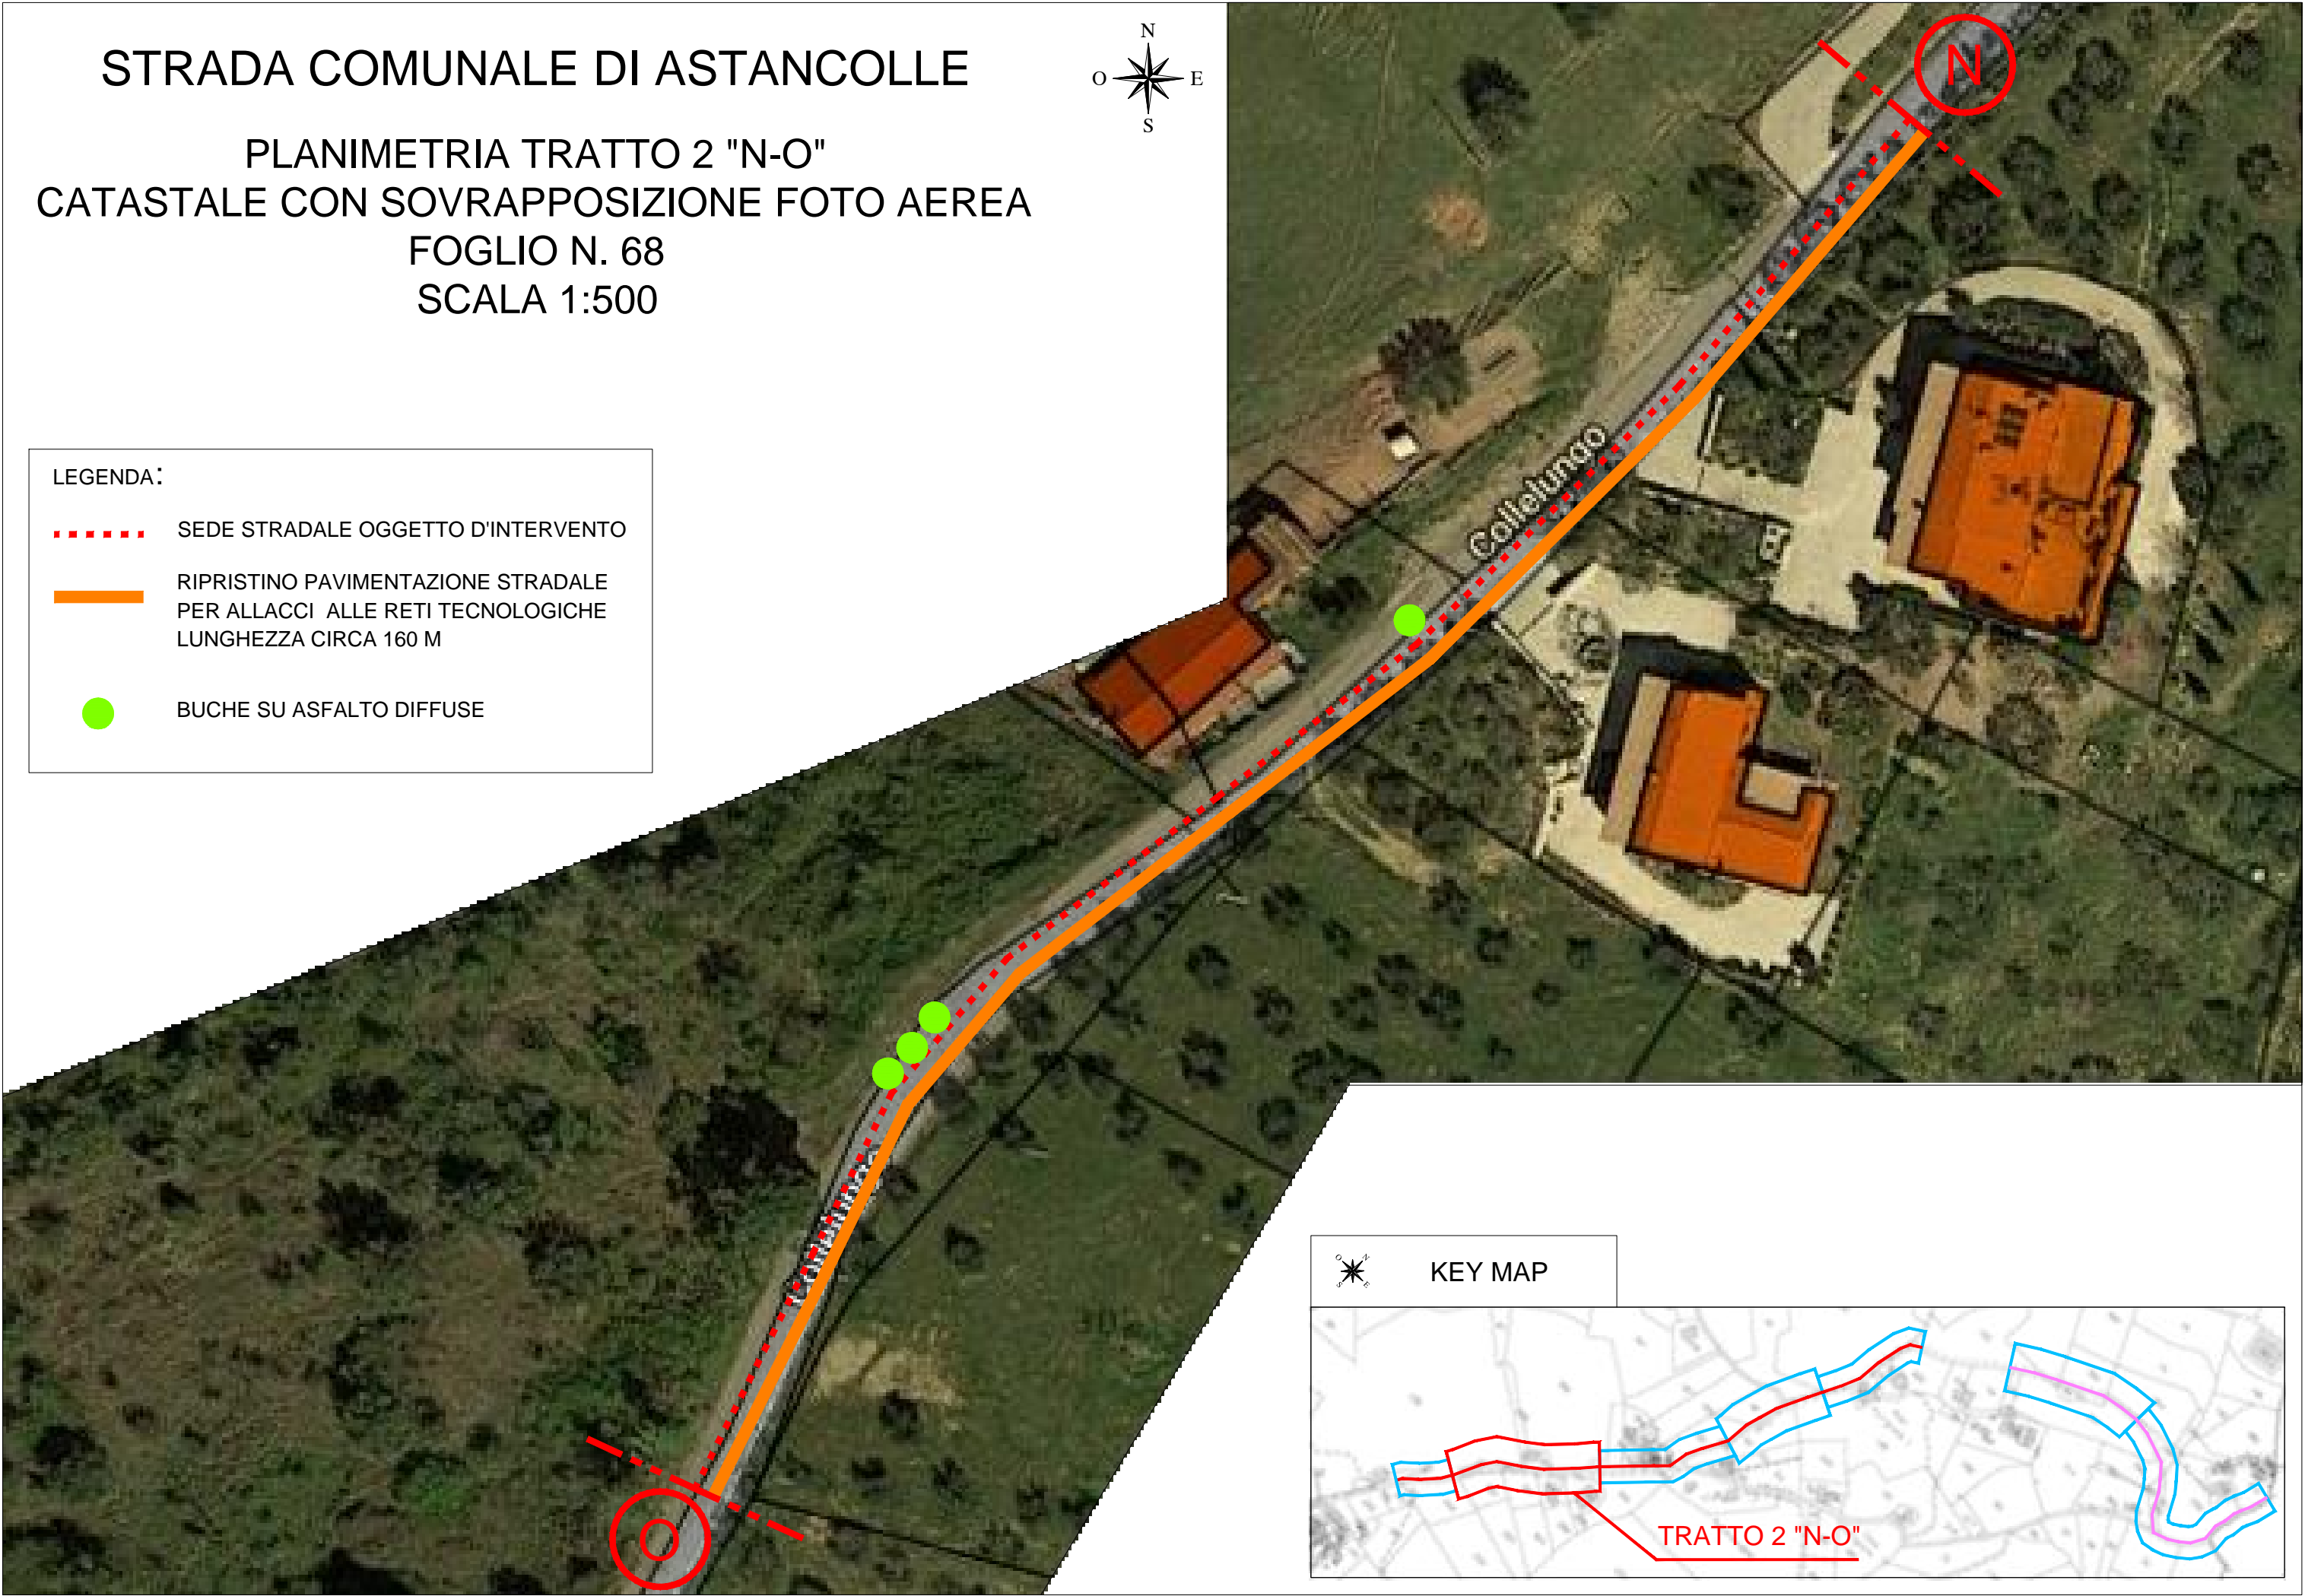 STRADA COMUNALE DI ASTANCOLLE
PLANIMETRIA TRATTO 2 "N-O"
CATASTALE CON SOVRAPPOSIZIONE FOTO AEREA
FOGLIO N. 68
SCALA 1:500
N
O E
S
LEGENDA:
SEDE STRADALE OGGETTO D'INTERVENTO
RIPRISTINO PAVIMENTAZIONE STRADALE
PER ALLACCI ALLE RETI TECNOLOGICHE
LUNGHEZZA CIRCA 160 M
BUCHE SU ASFALTO DIFFUSE
N
Collelungo
O
O N
S E
KEY MAP
TRATTO 2 "N-O"